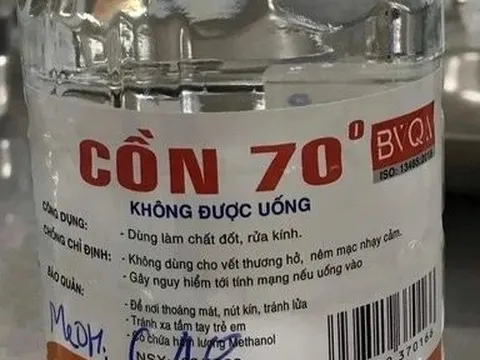 CỒN 70⁰
BVQA
ISO: 13485:2016
KHÔNG ĐƯỢC UỐNG
CÔNG DỤNG:
- Dùng làm chất đốt, rửa kính.
CHỐNG CHỈ ĐỊNH:
- Không dùng cho vết thương hở, nêm mạc nhạy cảm.
- Gây nguy hiểm tới tính mạng nếu uống vào
BẢO QUẢN:
- Để nơi thoáng mát, nút kín, tránh lửa
- Tránh xa tầm tay trẻ em
- Có chứa hàm lượng Methanol
MeOH.
NSX